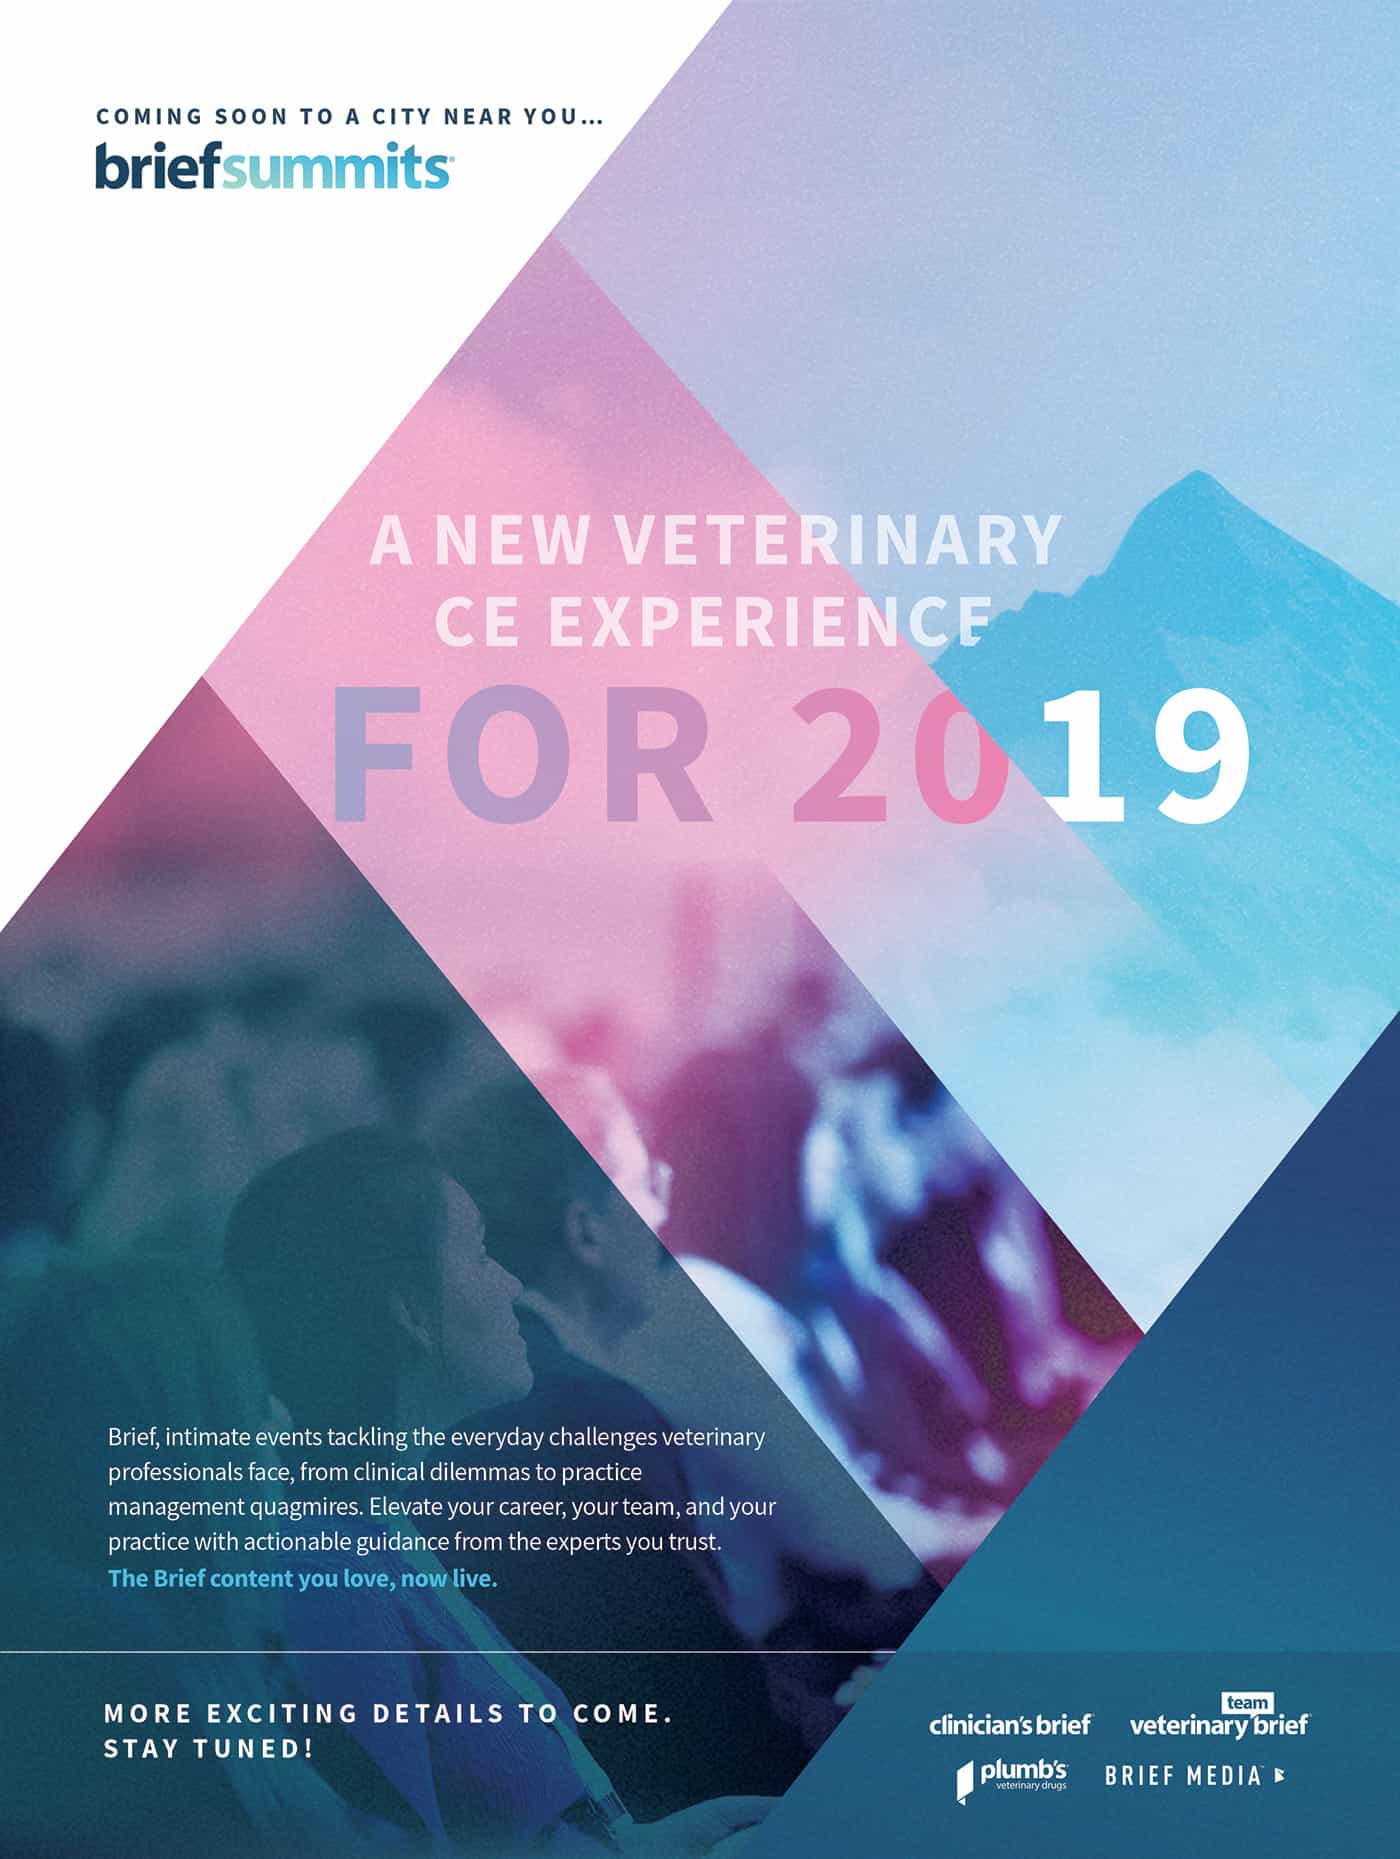 COMING SOON TO A CITY NEAR YOU...
briefsummits
A NEW VETERINARY
CE EXPERIENCE
FOR 2019
Brief, intimate events tackling the everyday challenges veterinary
professionals face, from clinical dilemmas to practice
management quagmires. Elevate your career, your team, and your
practice with actionable guidance from the experts you trust.
The Brief content you love, now live.
MORE EXCITING DETAILS TO COME.
STAY TUNED!
clinician's brief
team
veterinary brief
plumb's
veterinary drugs
BRIEF MEDIA